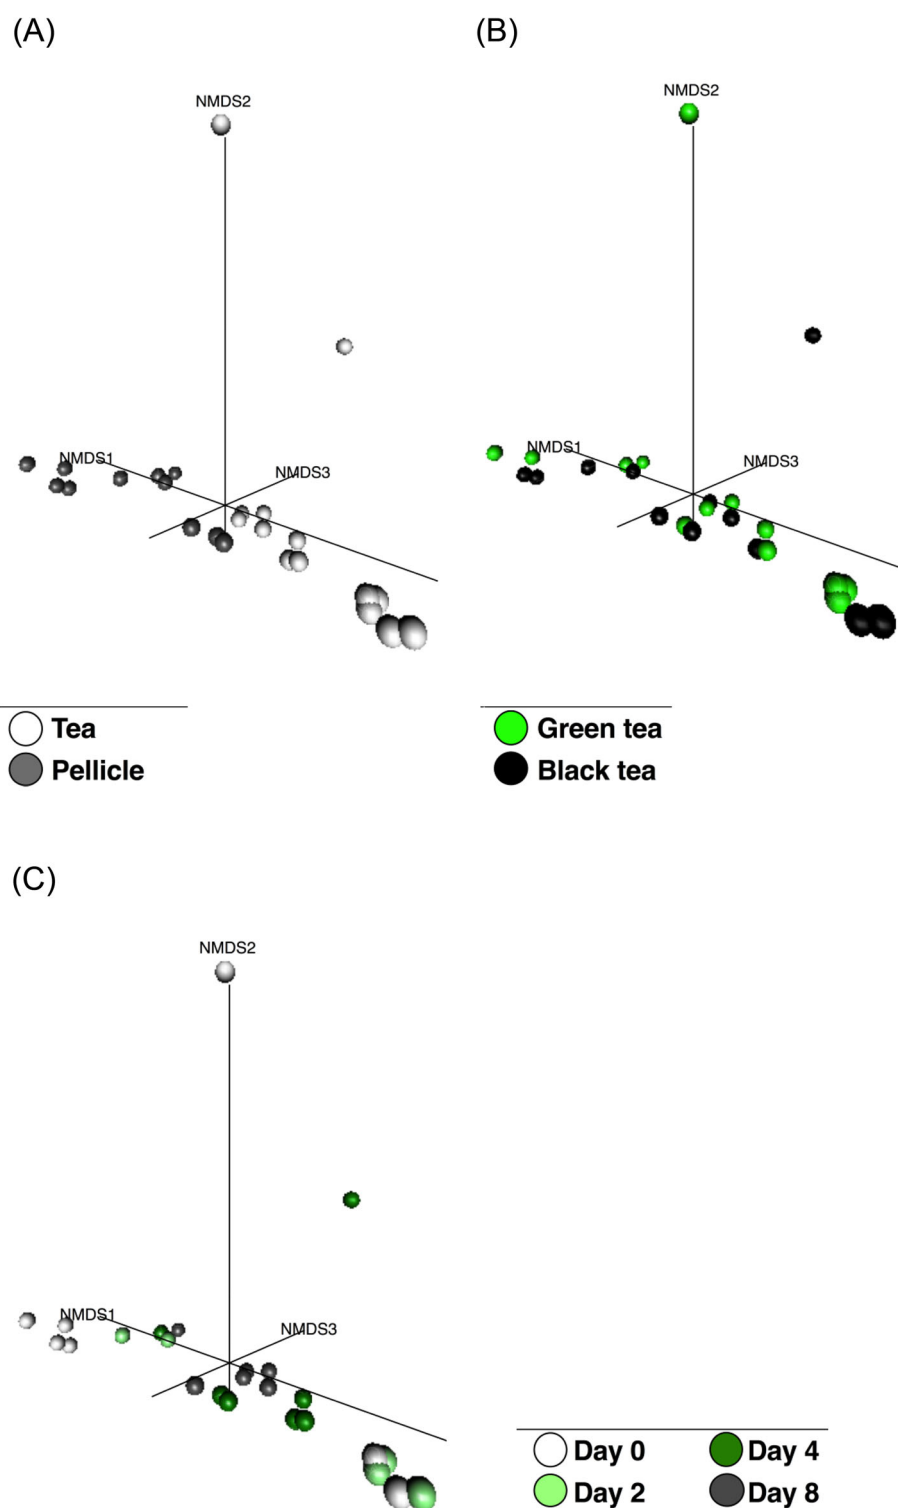 (A)
NMDS2
NMDS1
NMDS3
Tea
Pellicle
(B)
NMDS2
NMDS1
NMDS3
Green tea
Black tea
(C)
NMDS2
NMDS1
NMDS3
Day 0
Day 4
Day 2
Day 8